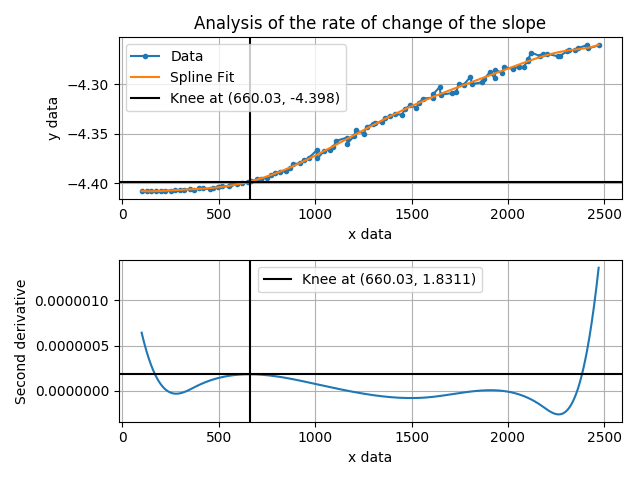 Analysis of the rate of change of the slope
Data
Spline Fit
Knee at (660.03, -4.398)
y data
−4.30
−4.35
−4.40
0 500 1000 1500 2000 2500
x data
Knee at (660.03, 1.8311)
Second derivative
0.0000010
0.0000005
0.0000000
0 500 1000 1500 2000 2500
x data